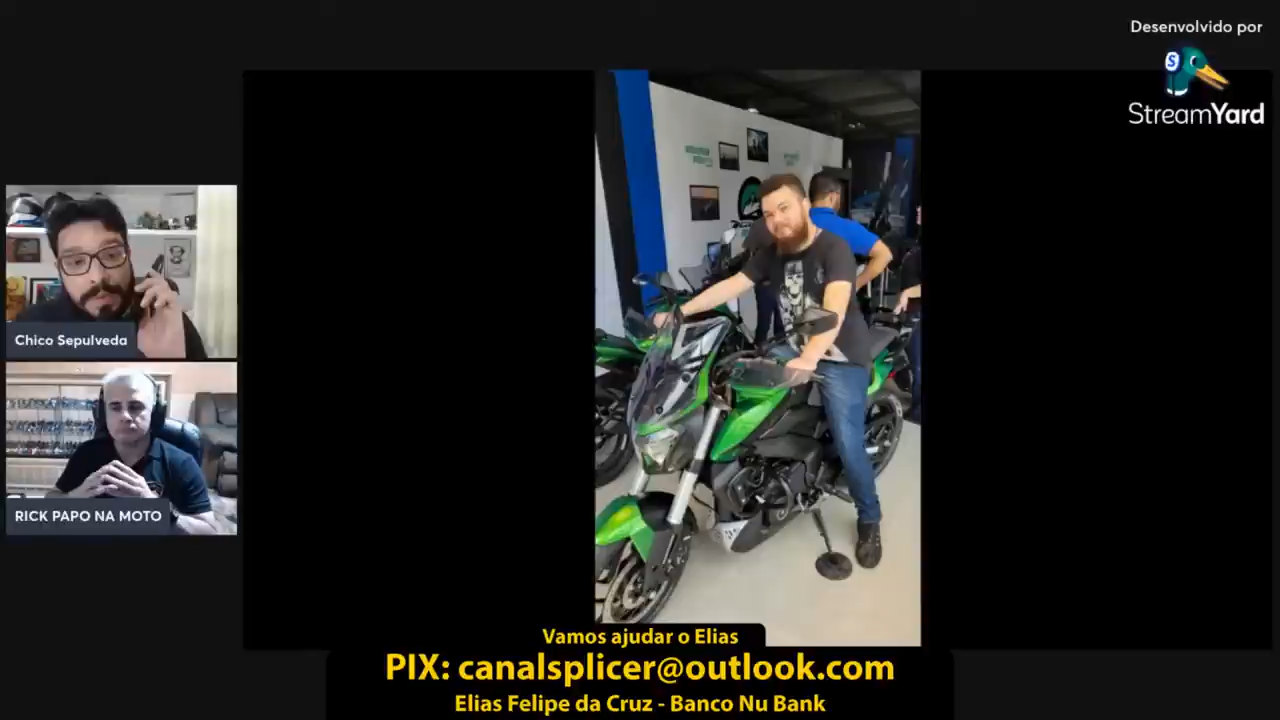 Desenvolvido por
S
StreamYard
Chico Sepulveda
RICK PAPO NA MOTO
Vamos ajudar o Elias
PIX: canalsplicer@outlook.com
Elias Felipe da Cruz - Banco Nu Bank